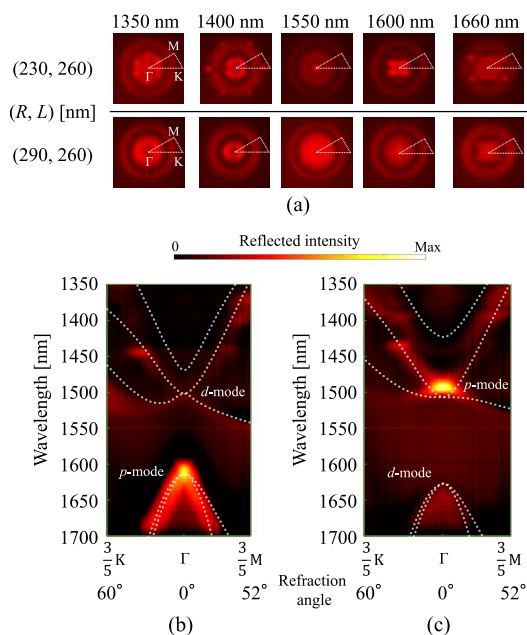 1350 nm 1400 nm 1550 nm 1600 nm 1660 nm
(230, 260)
M
Γ
K
M
K
(R, L) [nm]
(290, 260)
M
Γ
K
(a)
Reflected intensity
0 Max
Wavelength [nm]
1350
1400
1450
1500
1550
1600
1650
1700
d-mode
p-mode
3/5 K Γ 3/5 M
60° 0° 52°
(b)
Refraction angle
Wavelength [nm]
1350
1400
1450
1500
1550
1600
1650
1700
p-mode
d-mode
3/5 K Γ 3/5 M
60° 0° 52°
(c)